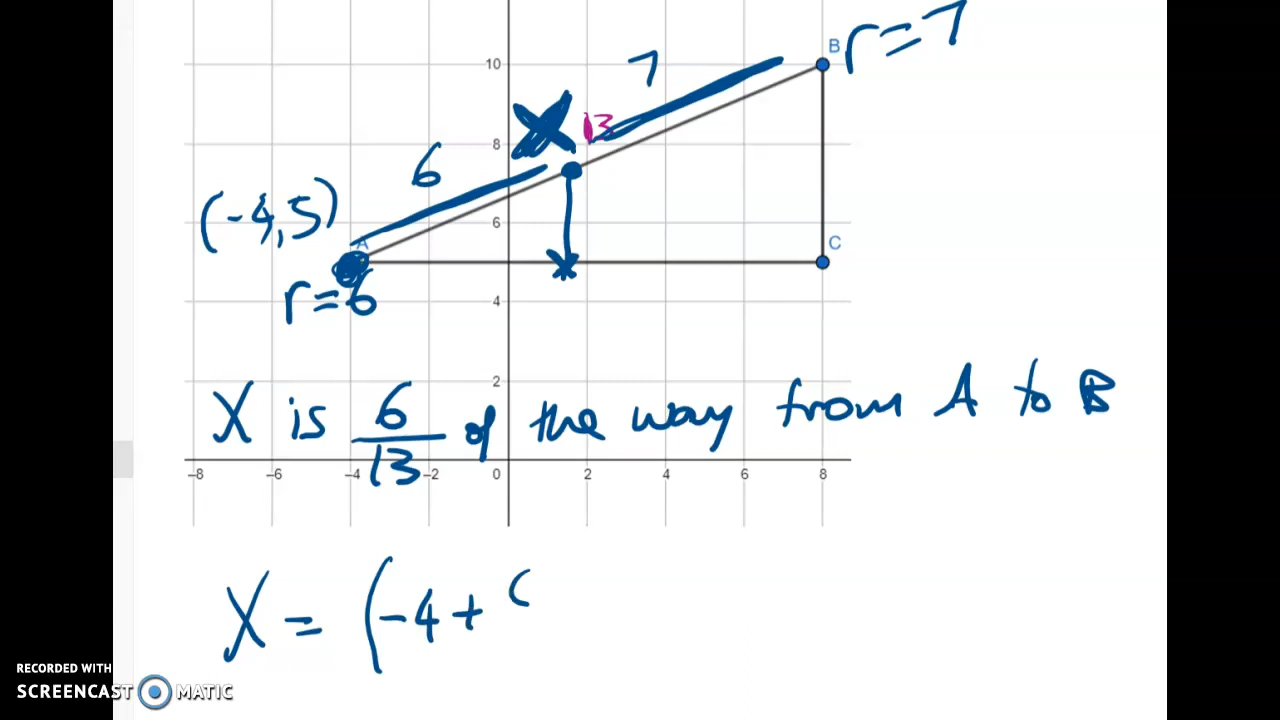 r=7
B
10
7
X
13
8
6
(-4,5)
6
A
C
r=6
4
2
X is 6/13 of the way from A to B
-8 -6 -4 -2 0 2 4 6 8
X = (-4 +
RECORDED WITH
SCREENCAST MATIC